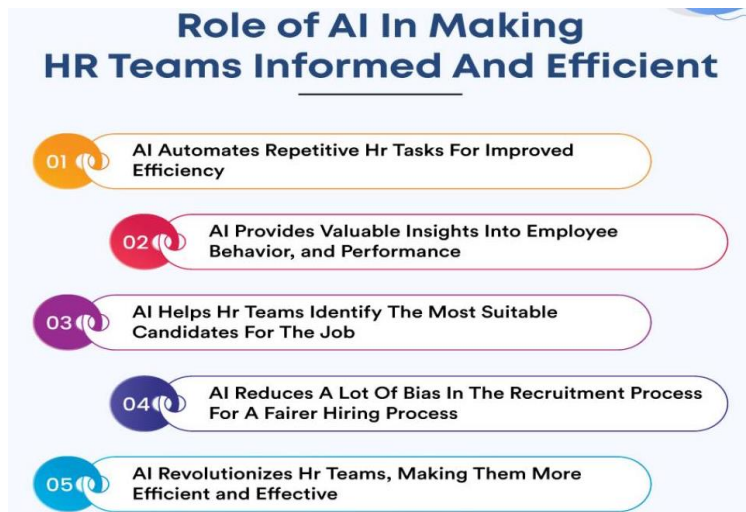 Role of AI In Making
HR Teams Informed And Efficient
01
AI Automates Repetitive Hr Tasks For Improved
Efficiency
02
AI Provides Valuable Insights Into Employee
Behavior, and Performance
03
AI Helps Hr Teams Identify The Most Suitable
Candidates For The Job
04
AI Reduces A Lot Of Bias In The Recruitment Process
For A Fairer Hiring Process
05
AI Revolutionizes Hr Teams, Making Them More
Efficient and Effective